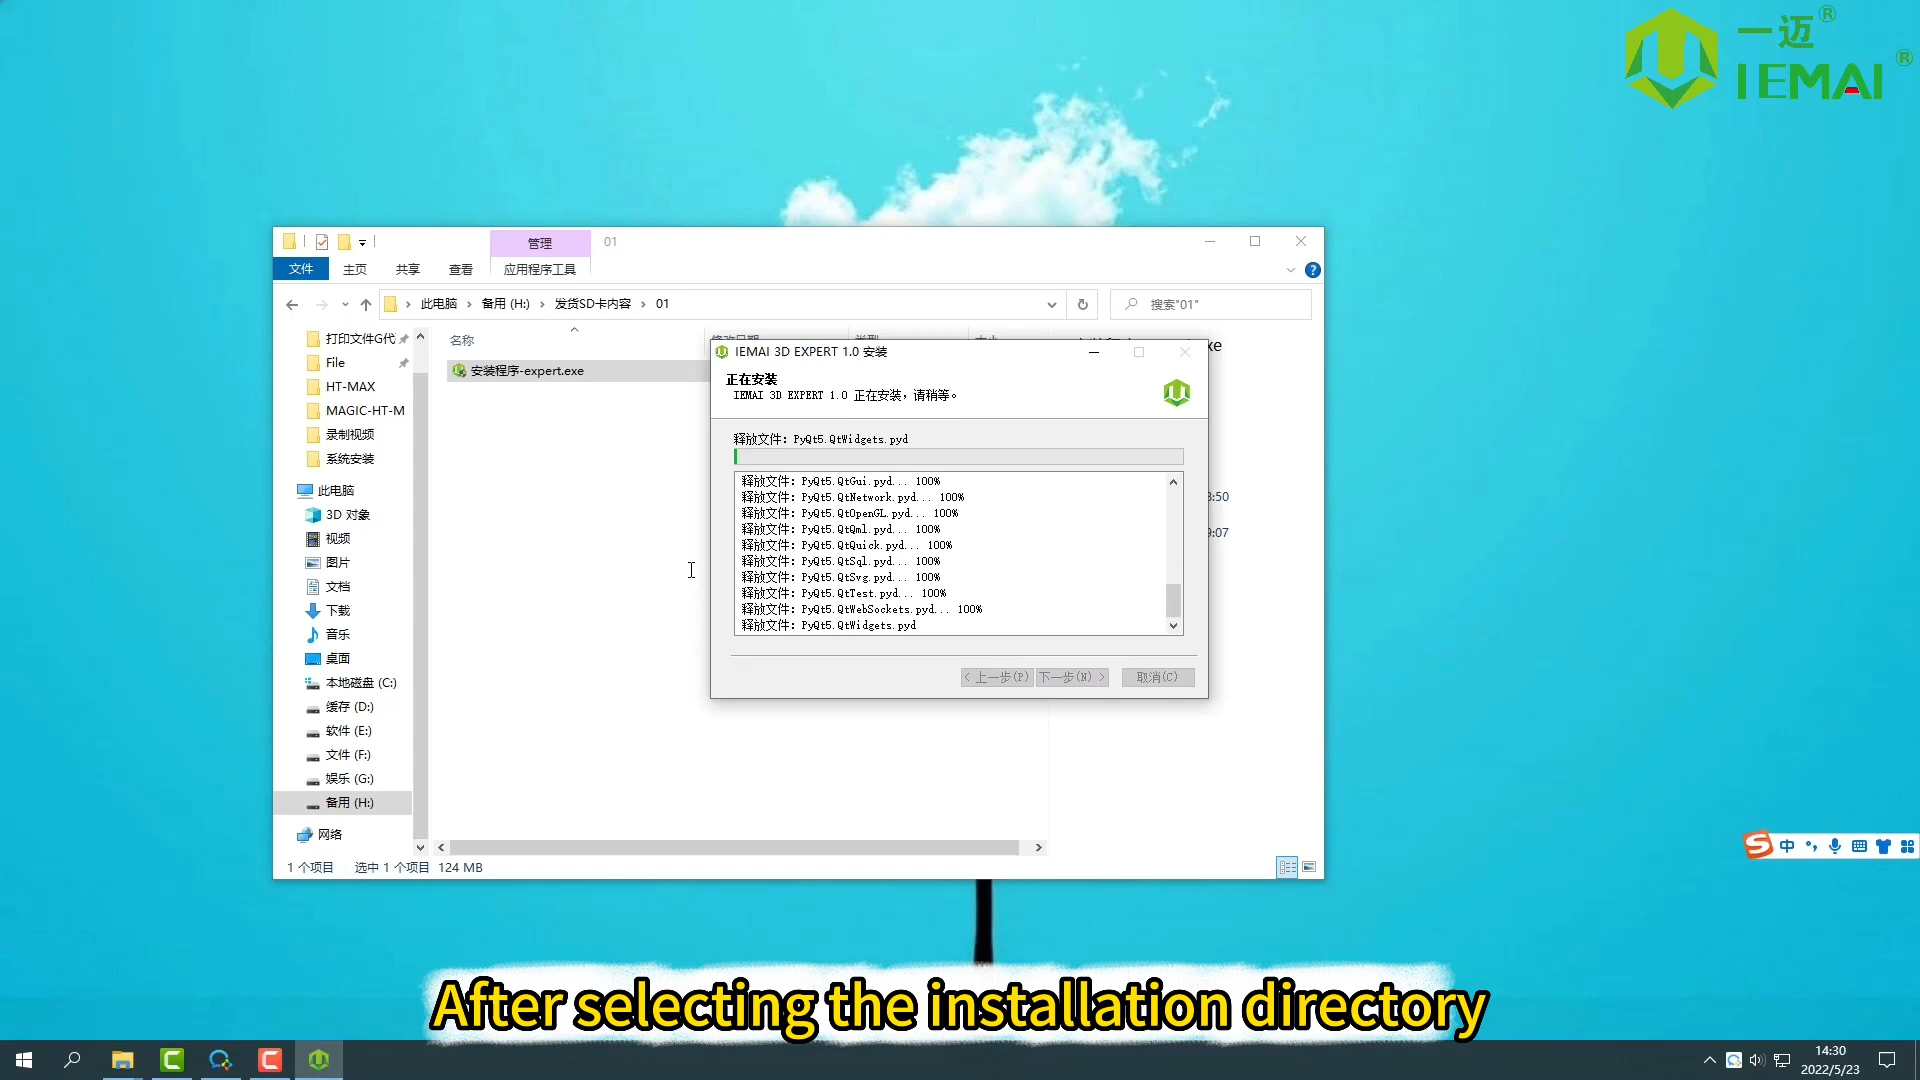 一迈®
IEMAI®
管理
01
文件
主页
共享
查看
应用程序工具
此电脑
备用 (H:)
发货SD卡内容
01
搜索"01"
打印文件G代
File
HT-MAX
MAGIC-HT-M
录制视频
系统安装
此电脑
3D 对象
视频
图片
文档
下载
音乐
桌面
本地磁盘 (C:)
缓存 (D:)
软件 (E:)
文件 (F:)
娱乐 (G:)
备用 (H:)
网络
名称
安装程序-expert.exe
xe
:50
:07
IEMAI 3D EXPERT 1.0 安装
正在安装
IEMAI 3D EXPERT 1.0 正在安装，请稍等。
释放文件: PyQt5.QtWidgets.pyd
释放文件: PyQt5.QtGui.pyd... 100%
释放文件: PyQt5.QtNetwork.pyd... 100%
释放文件: PyQt5.QtOpenGL.pyd... 100%
释放文件: PyQt5.QtQml.pyd... 100%
释放文件: PyQt5.QtQuick.pyd... 100%
释放文件: PyQt5.QtSql.pyd... 100%
释放文件: PyQt5.QtSvg.pyd... 100%
释放文件: PyQt5.QtTest.pyd... 100%
释放文件: PyQt5.QtWebSockets.pyd... 100%
释放文件: PyQt5.QtWidgets.pyd
< 上一步(P)
下一步(N) >
取消(C)
1 个项目
选中 1 个项目
124 MB
中
After selecting the installation directory
14:30
2022/5/23